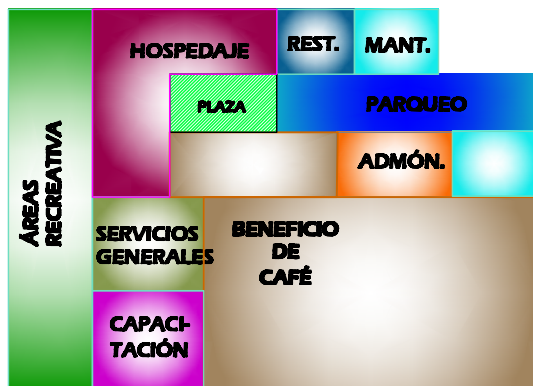 HOSPEDAJE
REST.
MANT.
PLAZA
PARQUEO
ADMÓN.
ÁREAS
RECREATIVA
SERVICIOS
GENERALES
BENEFICIO
DE
CAFÉ
CAPACI-
TACIÓN